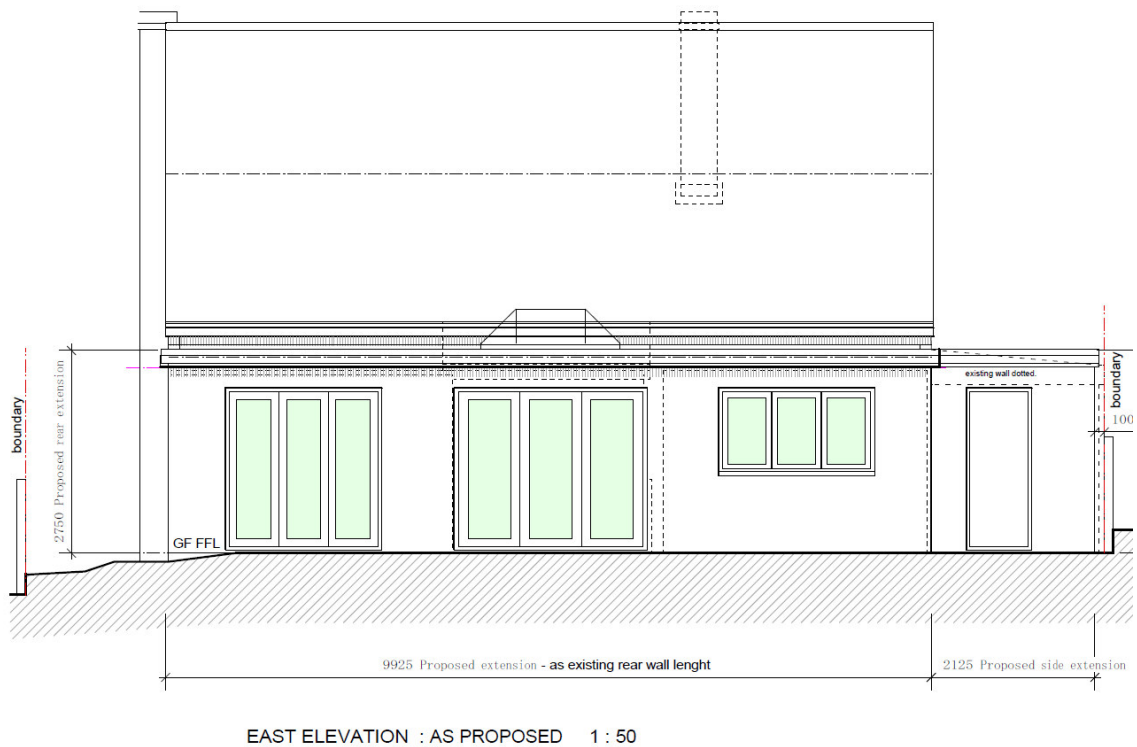 existing wall dotted.
boundary
100
boundary
2750 Proposed rear extension
GF FFL
9925 Proposed extension - as existing rear wall lenght
2125 Proposed side extension
EAST ELEVATION : AS PROPOSED 1 : 50